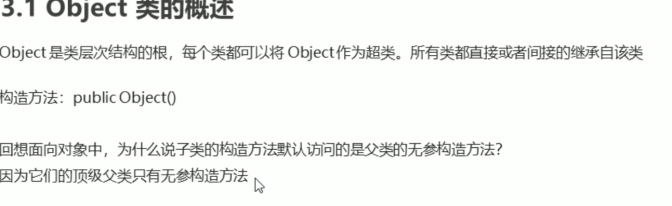 3.1 Object 类的概述
Object 是类层次结构的根，每个类都可以将 Object 作为超类。所有类都直接或者间接的继承自该类
构造方法：public Object()
回想面向对象中，为什么说子类的构造方法默认访问的是父类的无参构造方法？
因为它们的顶级父类只有无参构造方法